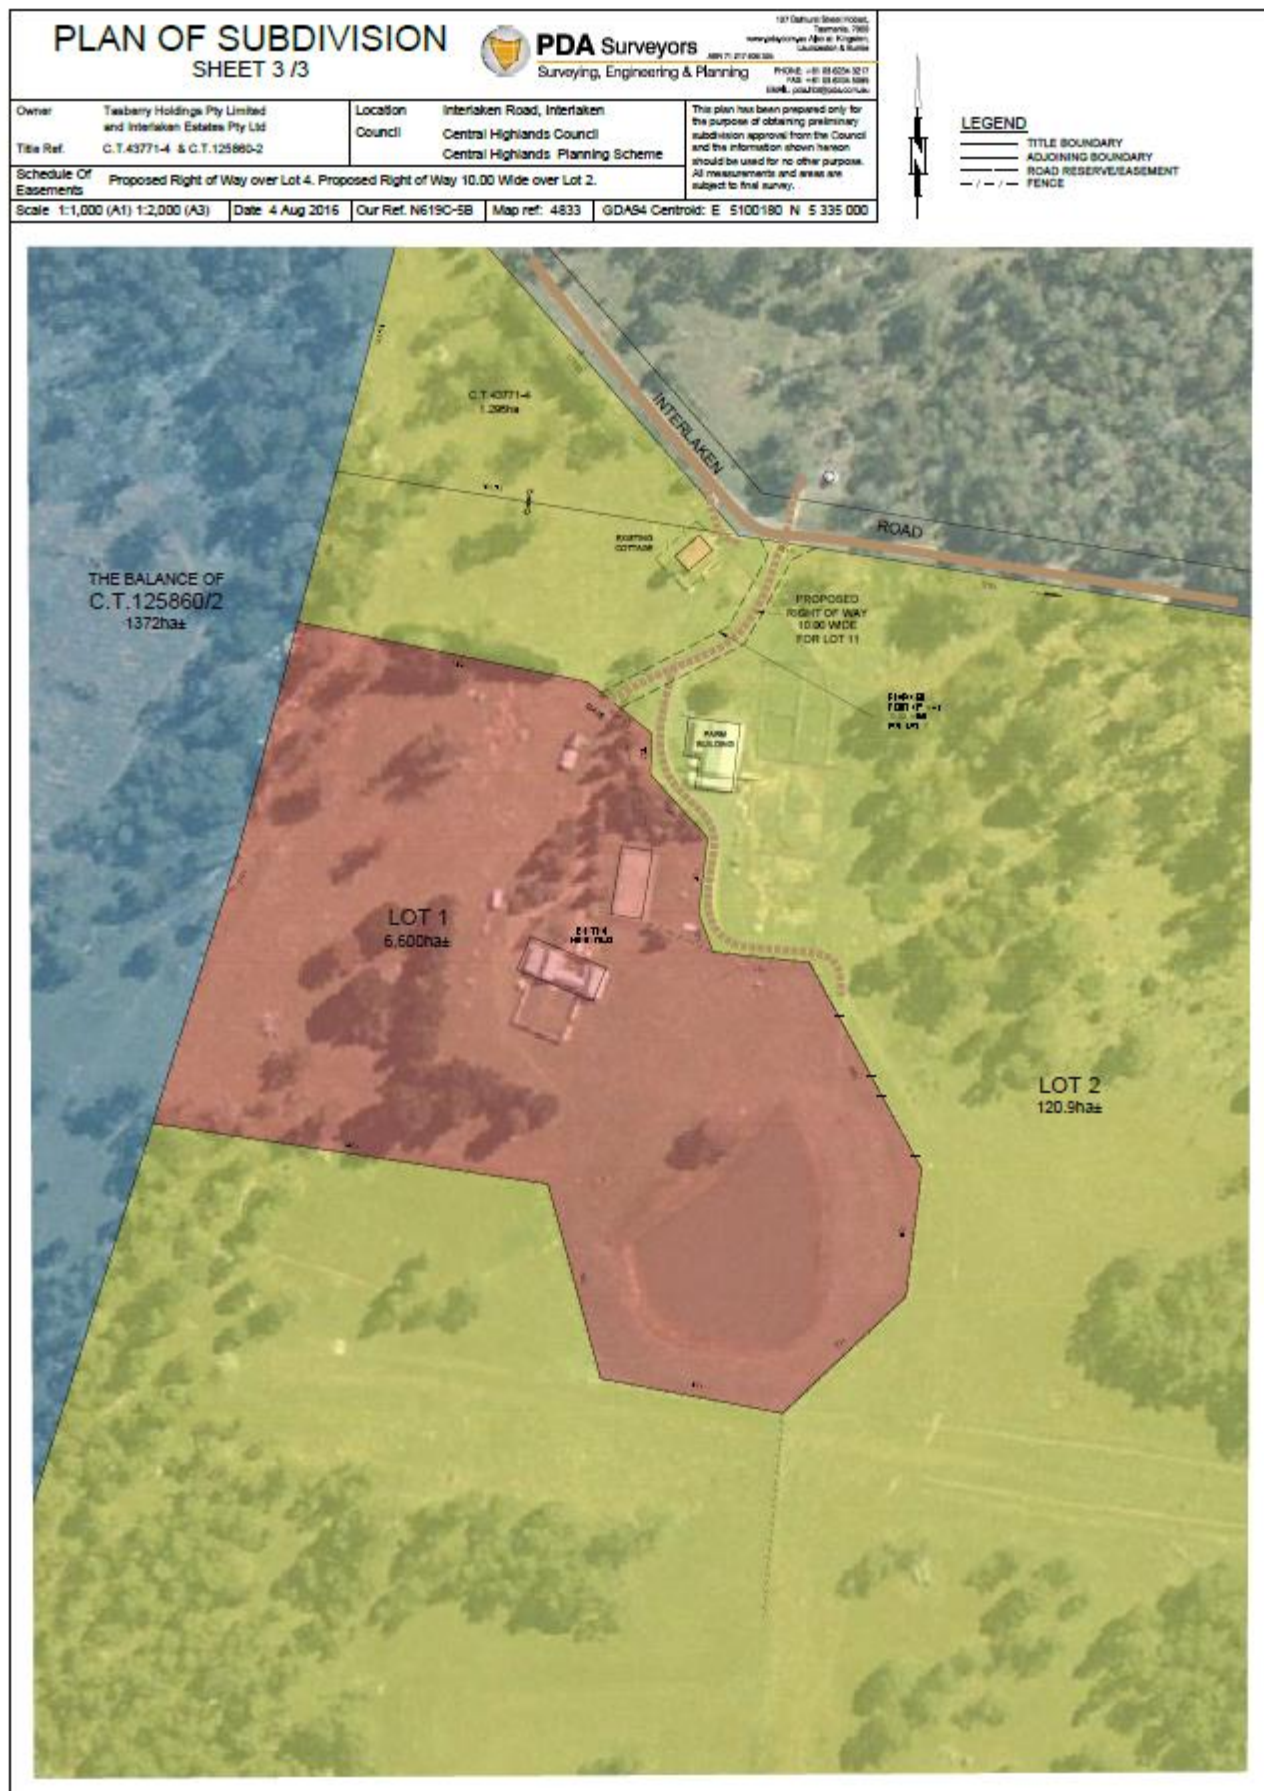 PLAN OF SUBDIVISION
SHEET 3 /3
PDA Surveyors
Surveying, Engineering & Planning
Owner Tasberry Holdings Pty Limited
and Interlaken Estates Pty Ltd
Title Ref. C.T.43771-4 & C.T.125860-2
Location Interlaken Road, Interlaken
Council Central Highlands Council
Central Highlands Planning Scheme
This plan has been prepared only for
the purpose of obtaining preliminary
subdivision approval from the Council
and the information shown hereon
should be used for no other purpose.
All measurements and areas are
subject to final survey.
Schedule Of
Easements
Proposed Right of Way over Lot 4. Proposed Right of Way 10.00 Wide over Lot 2.
Scale 1:1,000 (A1) 1:2,000 (A3) Date 4 Aug 2016 Our Ref. N619C-5B Map ref: 4833 GDA94 Centroid: E 5100180 N 5 335 000
LEGEND
TITLE BOUNDARY
ADJOINING BOUNDARY
ROAD RESERVE/EASEMENT
FENCE
C.T.43771-4
1.296ha
INTERLAKEN
ROAD
EXISTING
COTTAGE
THE BALANCE OF
C.T.125860/2
1372ha±
PROPOSED
RIGHT OF WAY
10.00 WIDE
FOR LOT 11
FARM
BUILDING
LOT 1
6,600ha±
LOT 2
120.9ha±